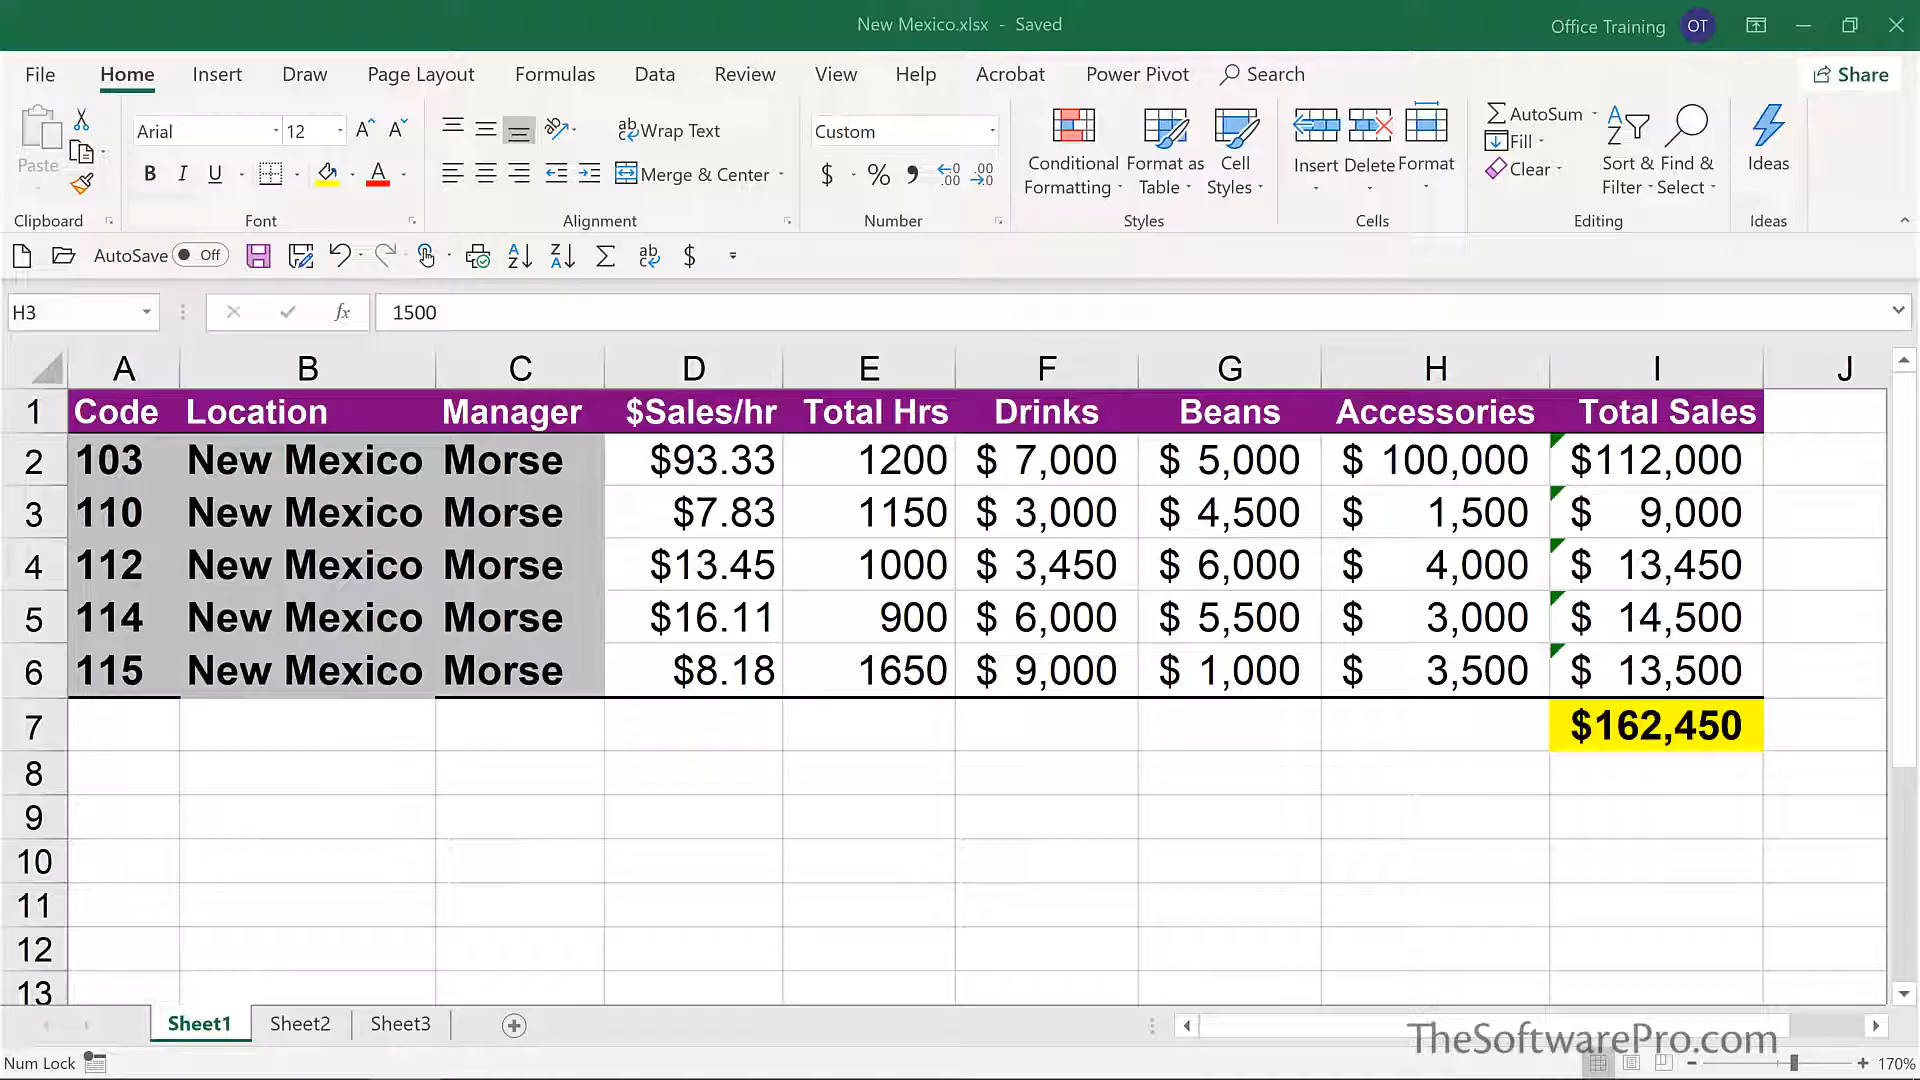 New Mexico.xlsx - Saved
Office Training OT
File Home Insert Draw Page Layout Formulas Data Review View Help Acrobat Power Pivot Search Share
Paste
Arial 12
B I U
Wrap Text
Merge & Center
Custom
$ % ,
Conditional Formatting
Format as Table
Cell Styles
Insert Delete Format
AutoSum
Fill
Clear
Sort & Filter
Find & Select
Ideas
Clipboard Font Alignment Number Styles Cells Editing Ideas
AutoSave Off
H3 fx 1500
A B C D E F G H I J
1 Code Location Manager $Sales/hr Total Hrs Drinks Beans Accessories Total Sales
2 103 New Mexico Morse $93.33 1200 $ 7,000 $ 5,000 $ 100,000 $112,000
3 110 New Mexico Morse $7.83 1150 $ 3,000 $ 4,500 $ 1,500 $ 9,000
4 112 New Mexico Morse $13.45 1000 $ 3,450 $ 6,000 $ 4,000 $ 13,450
5 114 New Mexico Morse $16.11 900 $ 6,000 $ 5,500 $ 3,000 $ 14,500
6 115 New Mexico Morse $8.18 1650 $ 9,000 $ 1,000 $ 3,500 $ 13,500
7 $162,450
8
9
10
11
12
13
Sheet1 Sheet2 Sheet3
TheSoftwarePro.com
Num Lock 170%